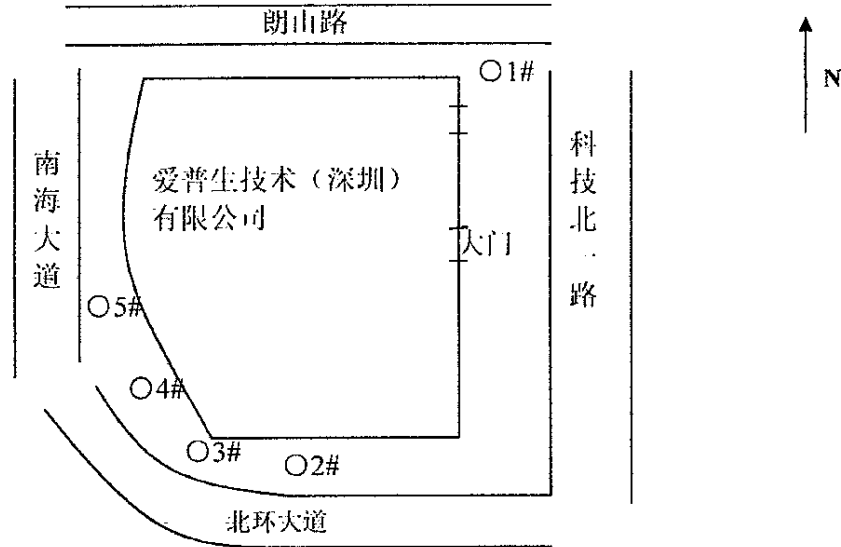 朗山路
○1#
N
南海大道
爱普生技术（深圳）
有限公司
大门
科技北一路
○5#
○4#
○3#
○2#
北环大道